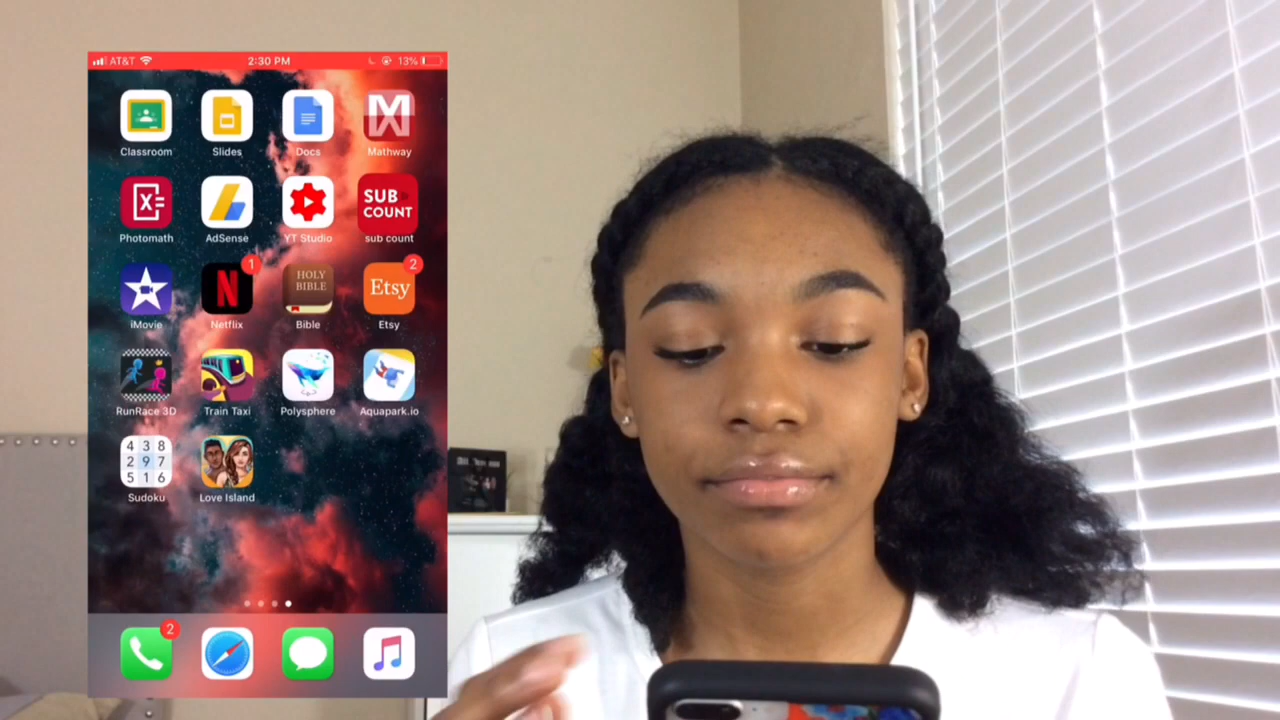 AT&T 2:30 PM 13%
Classroom Slides Docs Mathway
X=
SUB COUNT
Photomath AdSense YT Studio sub count
1 2
N HOLY BIBLE Etsy
iMovie Netflix Bible Etsy
RunRace 3D Train Taxi Polysphere Aquapark.io
4 3 8
2 9 7
5 1 6
Sudoku Love Island
2